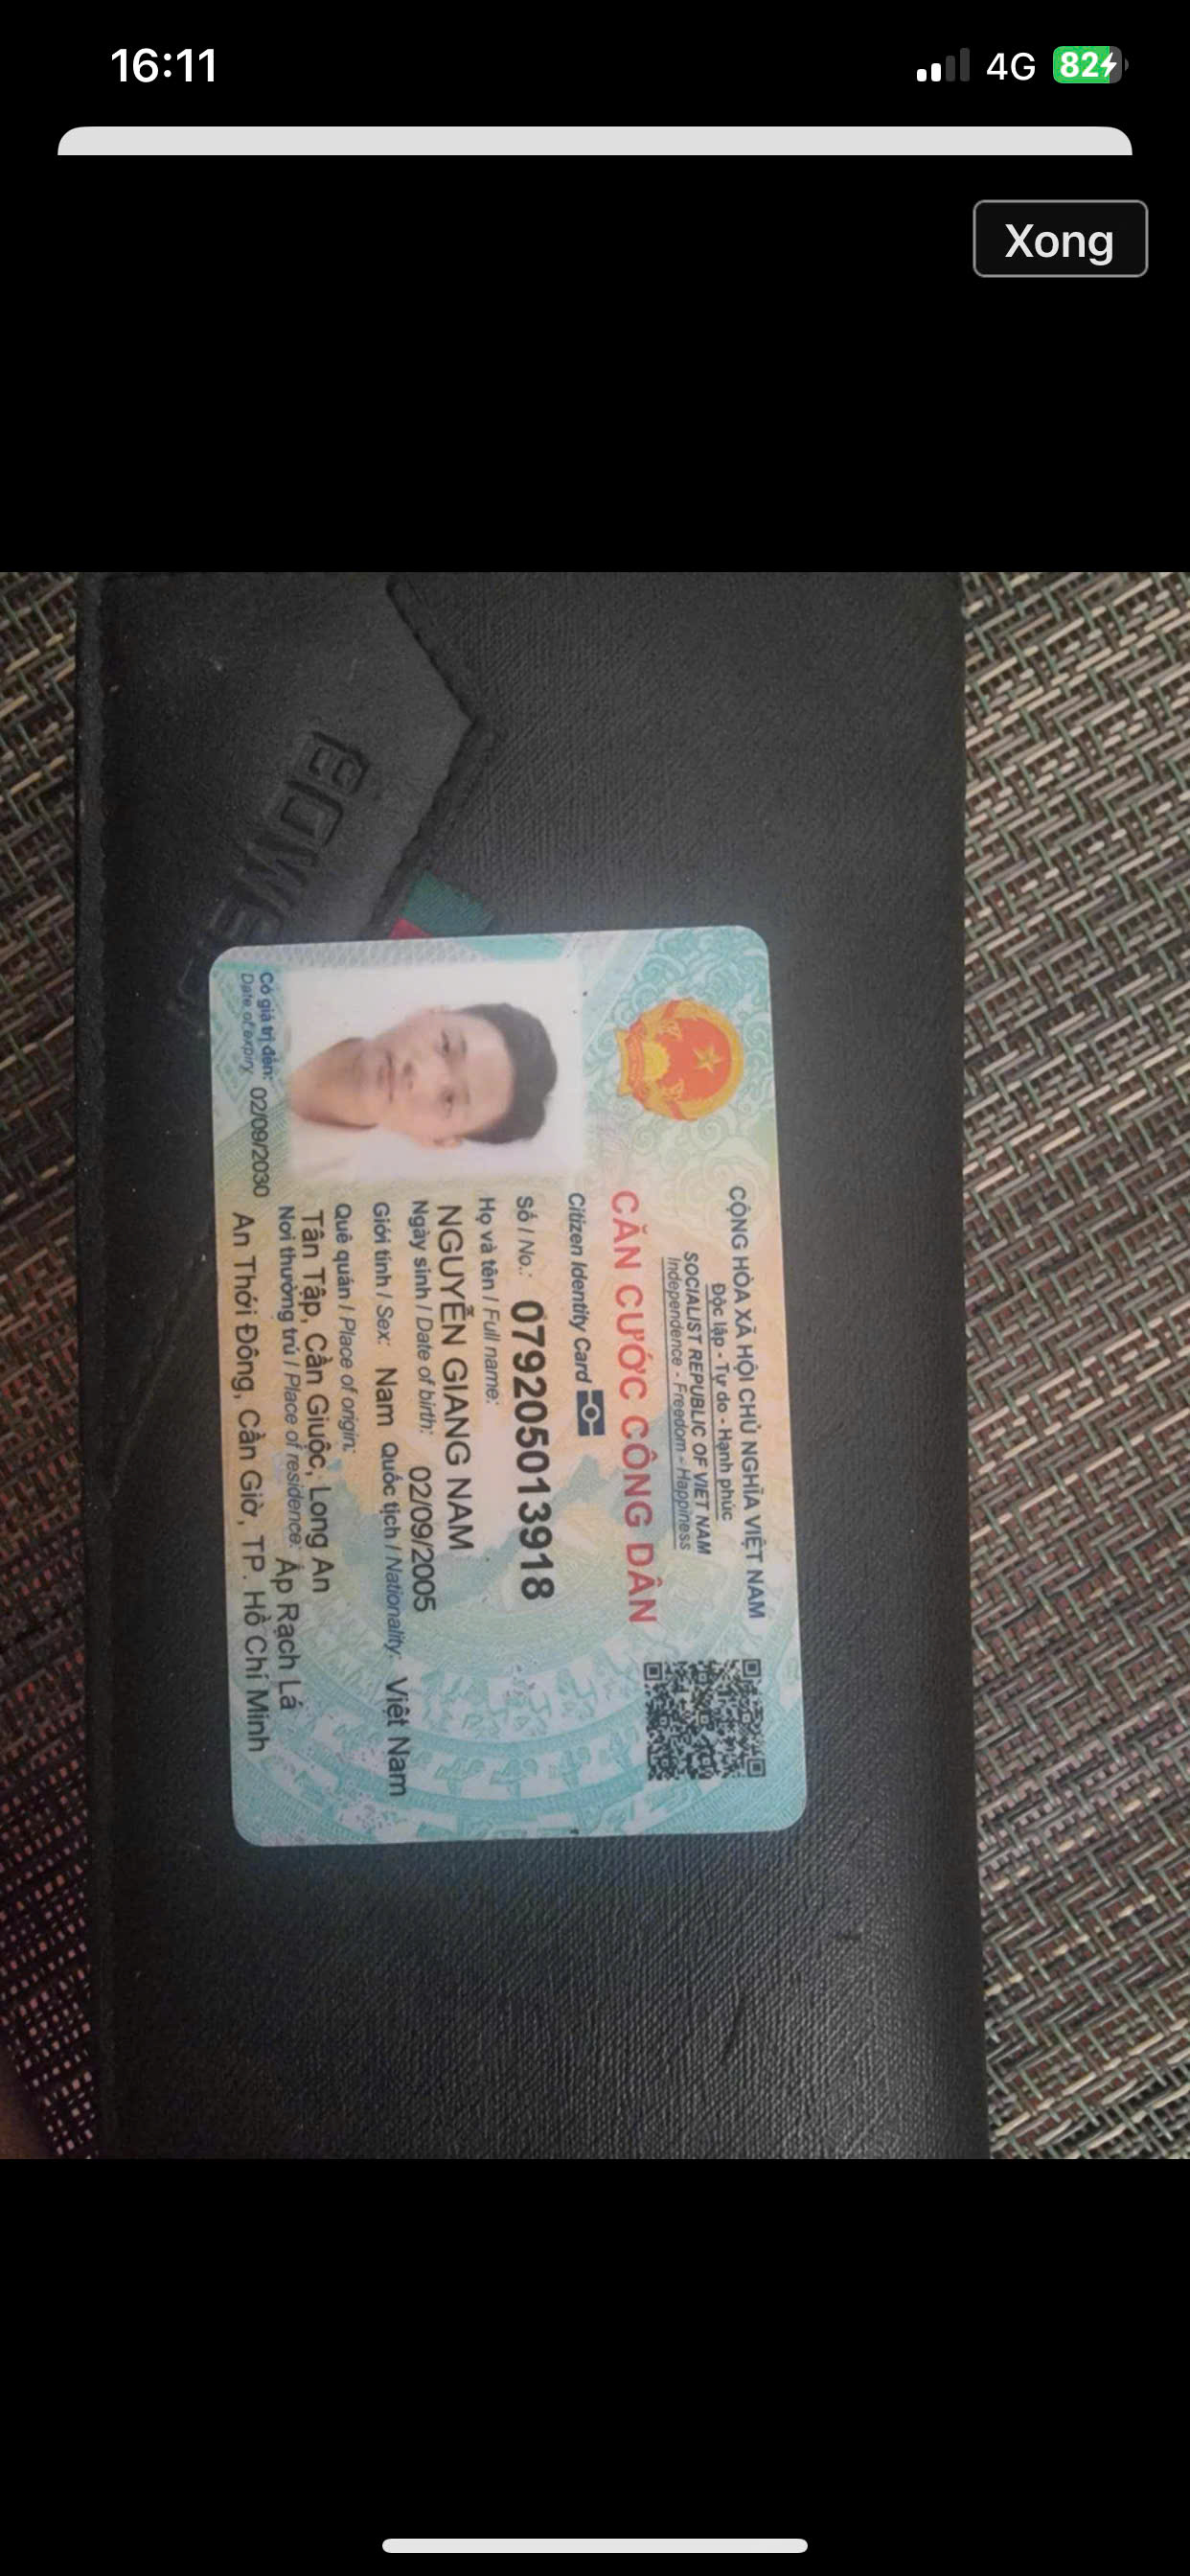 16:11
4G
82
Xong
CỘNG HÒA XÃ HỘI CHỦ NGHĨA VIỆT NAM
Độc lập - Tự do - Hạnh phúc
SOCIALIST REPUBLIC OF VIET NAM
Independence - Freedom - Happiness
CĂN CƯỚC CÔNG DÂN
Citizen Identity Card
Số / No.: 079205013918
Họ và tên / Full name:
NGUYỄN GIANG NAM
Ngày sinh / Date of birth: 02/09/2005
Giới tính / Sex: Nam Quốc tịch / Nationality: Việt Nam
Quê quán / Place of origin:
Tân Tập, Cần Giuộc, Long An
Nơi thường trú / Place of residence: Ấp Rạch Lá
An Thới Đông, Cần Giờ, TP. Hồ Chí Minh
Có giá trị đến: 02/09/2030
Date of expiry